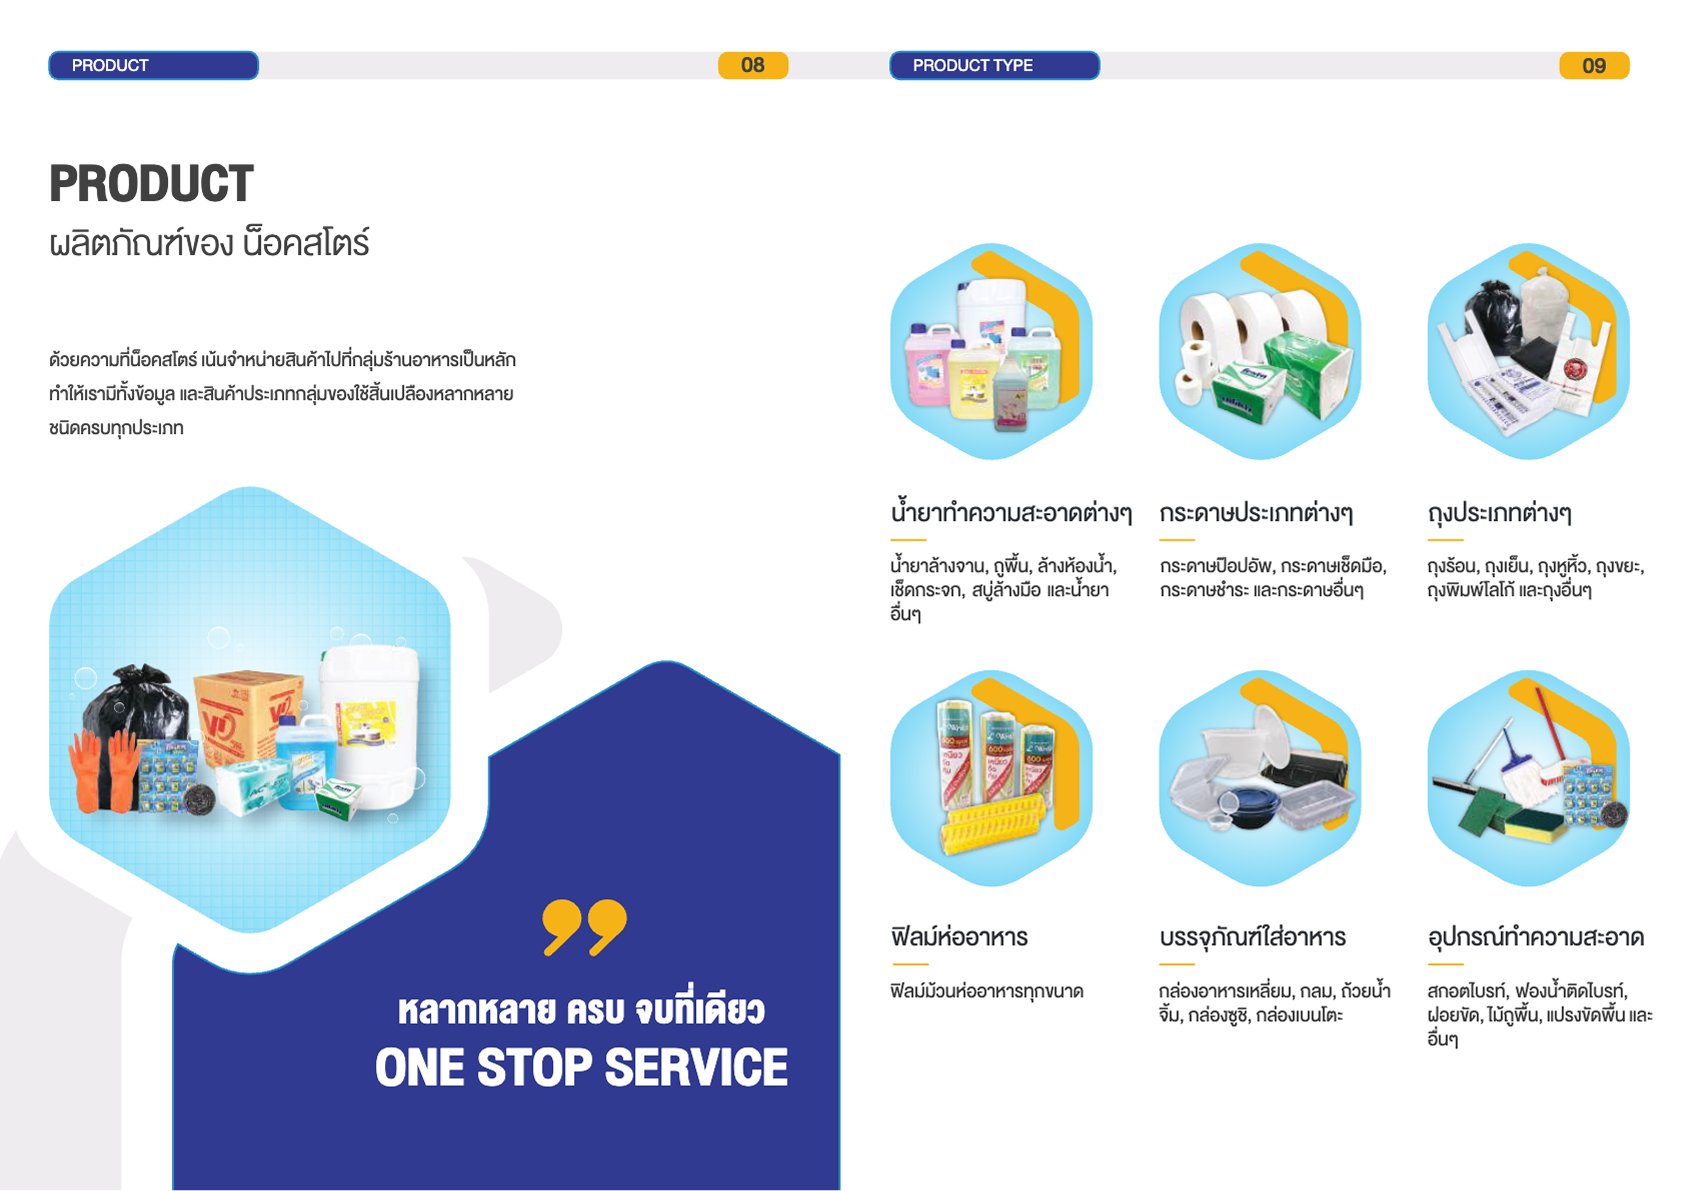 PRODUCT
08
PRODUCT
ผลิตภัณฑ์ของ น็อคสโตร์
ด้วยความที่น็อคสโตร์ เน้นจำหน่ายสินค้าไปที่กลุ่มร้านอาหารเป็นหลัก
ทำให้เรามีทั้งข้อมูล และสินค้าประเภทกลุ่มของใช้สิ้นเปลืองหลากหลาย
ชนิดครบทุกประเภท
หลากหลาย ครบ จบที่เดียว
ONE STOP SERVICE
PRODUCT TYPE
09
น้ำยาทำความสะอาดต่างๆ
น้ำยาล้างจาน, ถูพื้น, ล้างห้องน้ำ,
เช็ดกระจก, สบู่ล้างมือ และน้ำยา
อื่นๆ
กระดาษประเภทต่างๆ
กระดาษป๊อปอัพ, กระดาษเช็ดมือ,
กระดาษชำระ และกระดาษอื่นๆ
ถุงประเภทต่างๆ
ถุงร้อน, ถุงเย็น, ถุงหูหิ้ว, ถุงขยะ,
ถุงพิมพ์โลโก้ และถุงอื่นๆ
600
600
เหนียว
ยืด
เหนียว
ยืด
ฟิล์มห่ออาหาร
ฟิล์มม้วนห่ออาหารทุกขนาด
บรรจุภัณฑ์ใส่อาหาร
กล่องอาหารเหลี่ยม, กลม, ถ้วยน้ำ
จิ้ม, กล่องซูชิ, กล่องเบนโตะ
อุปกรณ์ทำความสะอาด
สกอตไบรท์, ฟองน้ำติดไบรท์,
ฝอยขัด, ไม้ถูพื้น, แปรงขัดพื้น และ
อื่นๆ